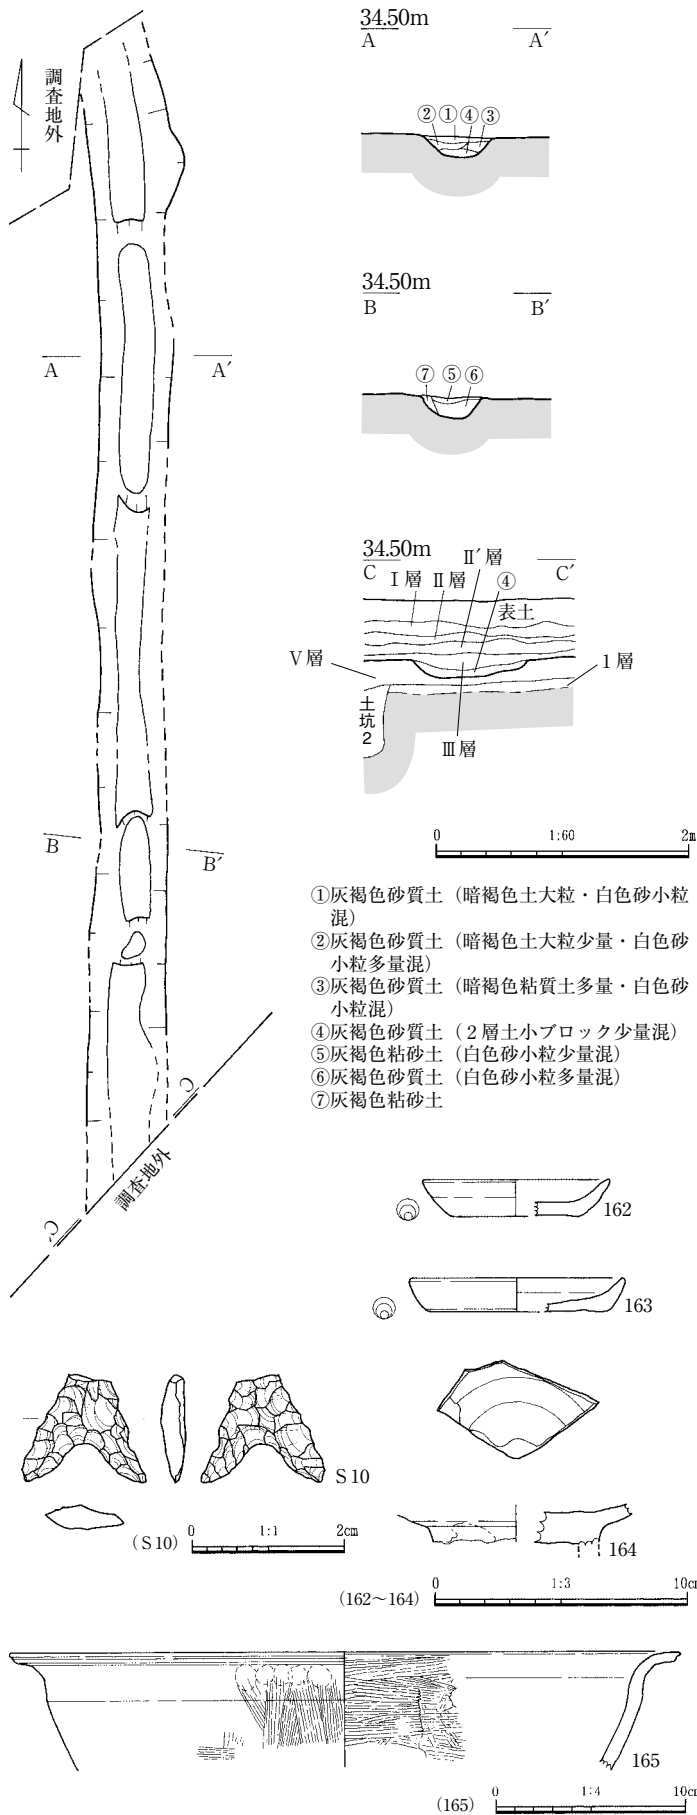 調査地外
A
A′
B
B′
C
C′
調査地外
34.50m
A
A′
② ① ④ ③
34.50m
B
B′
⑦ ⑤ ⑥
34.50m
C
C′
Ⅱ′層
Ⅰ層 Ⅱ層 ④
表土
Ⅴ層
1層
土坑2
Ⅲ層
0 1:60 2m
①灰褐色砂質土（暗褐色土大粒・白色砂小粒
混）
②灰褐色砂質土（暗褐色土大粒少量・白色砂
小粒多量混）
③灰褐色砂質土（暗褐色粘質土多量・白色砂
小粒混）
④灰褐色砂質土（２層土小ブロック少量混）
⑤灰褐色粘砂土（白色砂小粒少量混）
⑥灰褐色砂質土（白色砂小粒多量混）
⑦灰褐色粘砂土
162
163
S10
(S10) 0 1:1 2cm
164
(162～164) 0 1:3 10cm
165
(165) 0 1:4 10cm